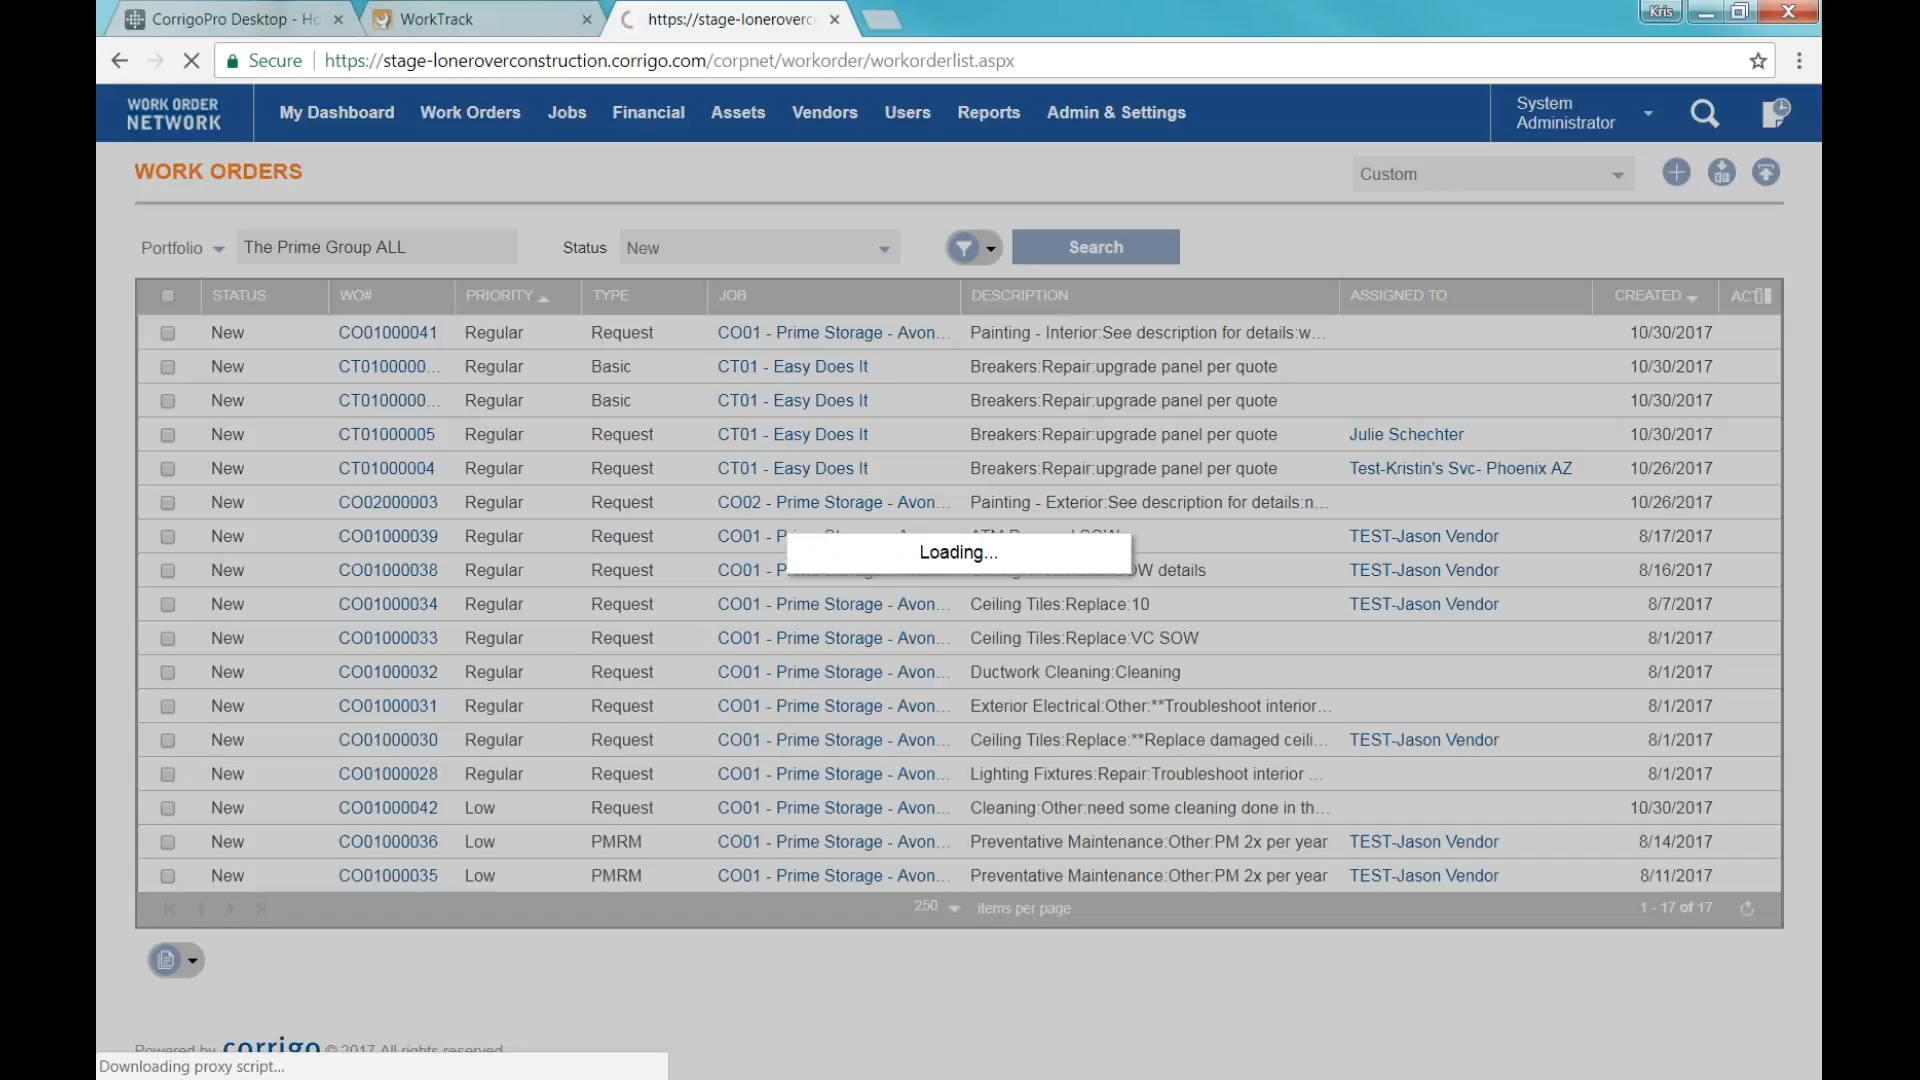 CorrigoPro Desktop - Ho
WorkTrack
https://stage-loneroverc
Kris
Secure
https://stage-loneroverconstruction.corrigo.com/corpnet/workorder/workorderlist.aspx
WORK ORDER
NETWORK
My Dashboard Work Orders Jobs Financial Assets Vendors Users Reports Admin & Settings
System
Administrator
WORK ORDERS
Custom
Portfolio The Prime Group ALL Status New Search
STATUS WO# PRIORITY TYPE JOB DESCRIPTION ASSIGNED TO CREATED ACTI
New CO01000041 Regular Request CO01 - Prime Storage - Avon... Painting - Interior:See description for details:w... 10/30/2017
New CT0100000... Regular Basic CT01 - Easy Does It Breakers:Repair:upgrade panel per quote 10/30/2017
New CT0100000... Regular Basic CT01 - Easy Does It Breakers:Repair:upgrade panel per quote 10/30/2017
New CT01000005 Regular Request CT01 - Easy Does It Breakers:Repair:upgrade panel per quote Julie Schechter 10/30/2017
New CT01000004 Regular Request CT01 - Easy Does It Breakers:Repair:upgrade panel per quote Test-Kristin's Svc- Phoenix AZ 10/26/2017
New CO02000003 Regular Request CO02 - Prime Storage - Avon... Painting - Exterior:See description for details:n... 10/26/2017
New CO01000039 Regular Request CO01 - TEST-Jason Vendor 8/17/2017
Loading...
New CO01000038 Regular Request CO01 - details TEST-Jason Vendor 8/16/2017
New CO01000034 Regular Request CO01 - Prime Storage - Avon... Ceiling Tiles:Replace:10 TEST-Jason Vendor 8/7/2017
New CO01000033 Regular Request CO01 - Prime Storage - Avon... Ceiling Tiles:Replace:VC SOW 8/1/2017
New CO01000032 Regular Request CO01 - Prime Storage - Avon... Ductwork Cleaning:Cleaning 8/1/2017
New CO01000031 Regular Request CO01 - Prime Storage - Avon... Exterior Electrical:Other:**Troubleshoot interior... 8/1/2017
New CO01000030 Regular Request CO01 - Prime Storage - Avon... Ceiling Tiles:Replace:**Replace damaged ceili... TEST-Jason Vendor 8/1/2017
New CO01000028 Regular Request CO01 - Prime Storage - Avon... Lighting Fixtures:Repair:Troubleshoot interior ... 8/1/2017
New CO01000042 Low Request CO01 - Prime Storage - Avon... Cleaning:Other:need some cleaning done in th... 10/30/2017
New CO01000036 Low PMRM CO01 - Prime Storage - Avon... Preventative Maintenance:Other:PM 2x per year TEST-Jason Vendor 8/14/2017
New CO01000035 Low PMRM CO01 - Prime Storage - Avon... Preventative Maintenance:Other:PM 2x per year TEST-Jason Vendor 8/11/2017
250 items per page 1 - 17 of 17
Powered by corrigo © 2017 All rights reserved
Downloading proxy script...